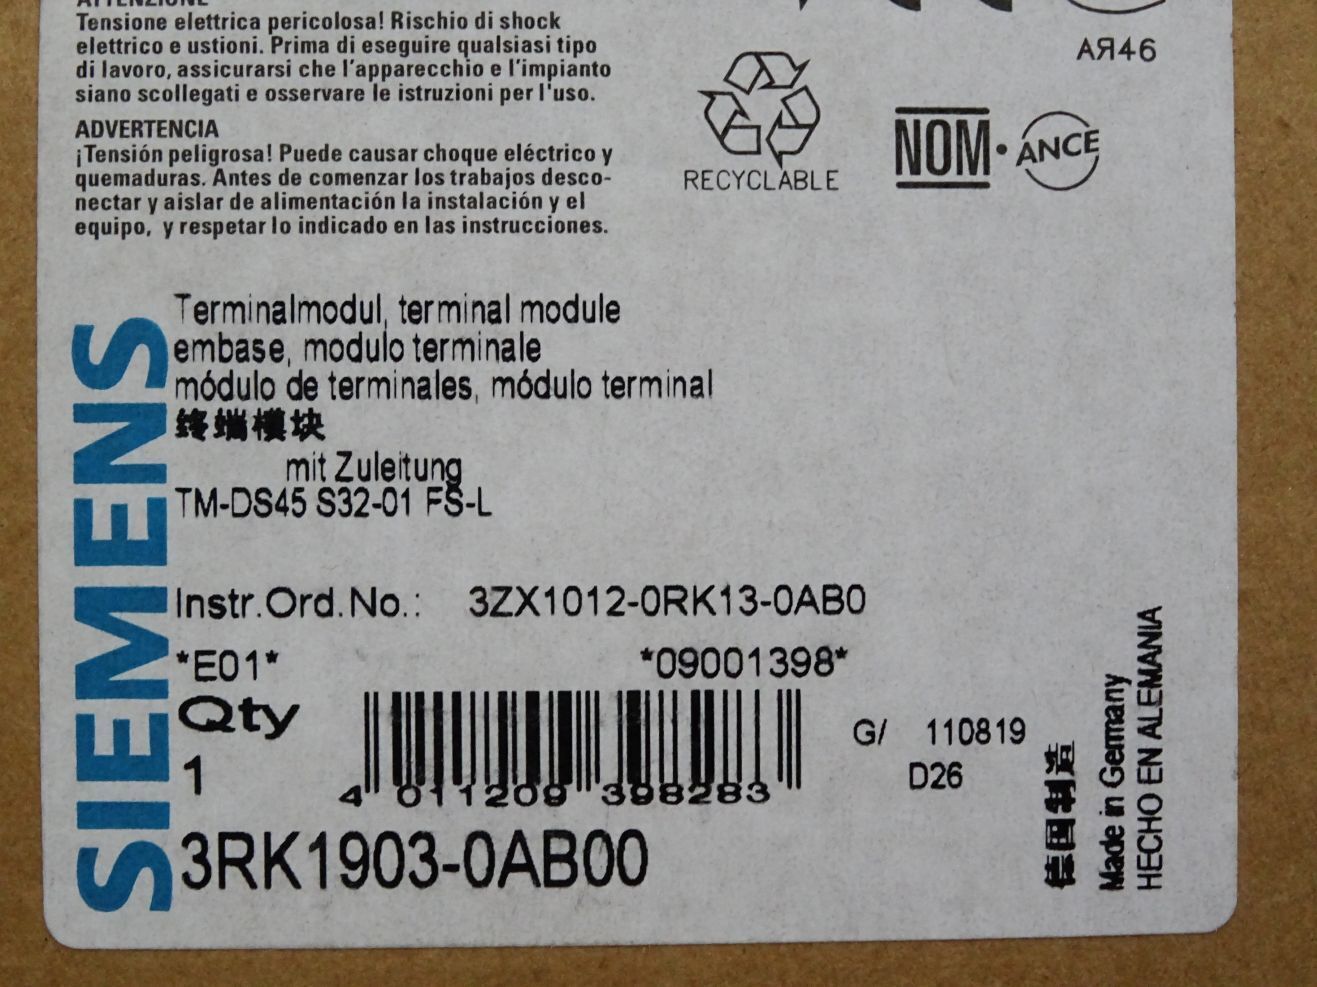 ATTENZIONE
Tensione elettrica pericolosa! Rischio di shock
elettrico e ustioni. Prima di eseguire qualsiasi tipo
di lavoro, assicurarsi che l'apparecchio e l'impianto
siano scollegati e osservare le istruzioni per l'uso.
ADVERTENCIA
¡Tensión peligrosa! Puede causar choque eléctrico y
quemaduras. Antes de comenzar los trabajos desco-
nectar y aislar de alimentación la instalación y el
equipo, y respetar lo indicado en las instrucciones.
RECYCLABLE
AЯ46
NOM·ANCE
SIEMENS
Terminalmodul, terminal module
embase, modulo terminale
módulo de terminales, módulo terminal
终端模块
mit Zuleitung
TM-DS45 S32-01 FS-L
Instr.Ord.No.: 3ZX1012-0RK13-0AB0
*E01* *09001398*
Qty
1
4 011209 398283
G/ 110819
D26
3RK1903-0AB00
德国制造
Made in Germany
HECHO EN ALEMANIA